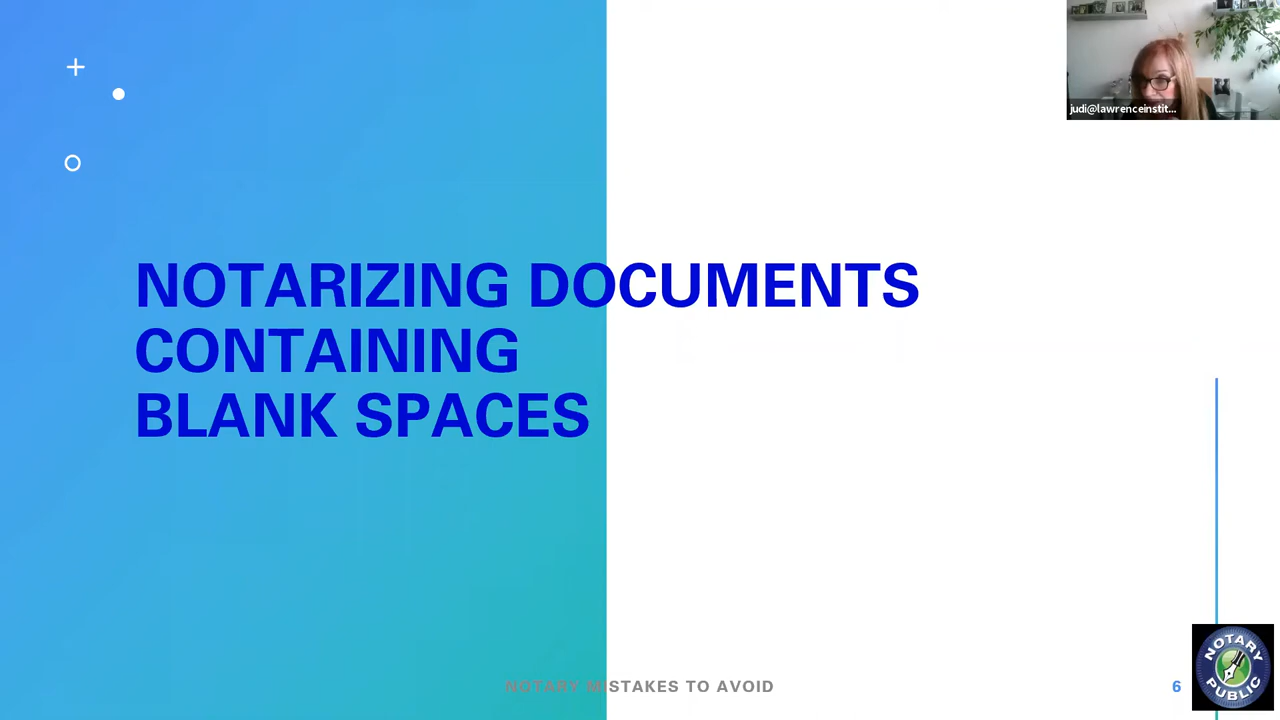 judi@lawrenceinstit...
NOTARIZING DOCUMENTS
CONTAINING
BLANK SPACES
NOTARY MISTAKES TO AVOID
6
NOTARY
PUBLIC